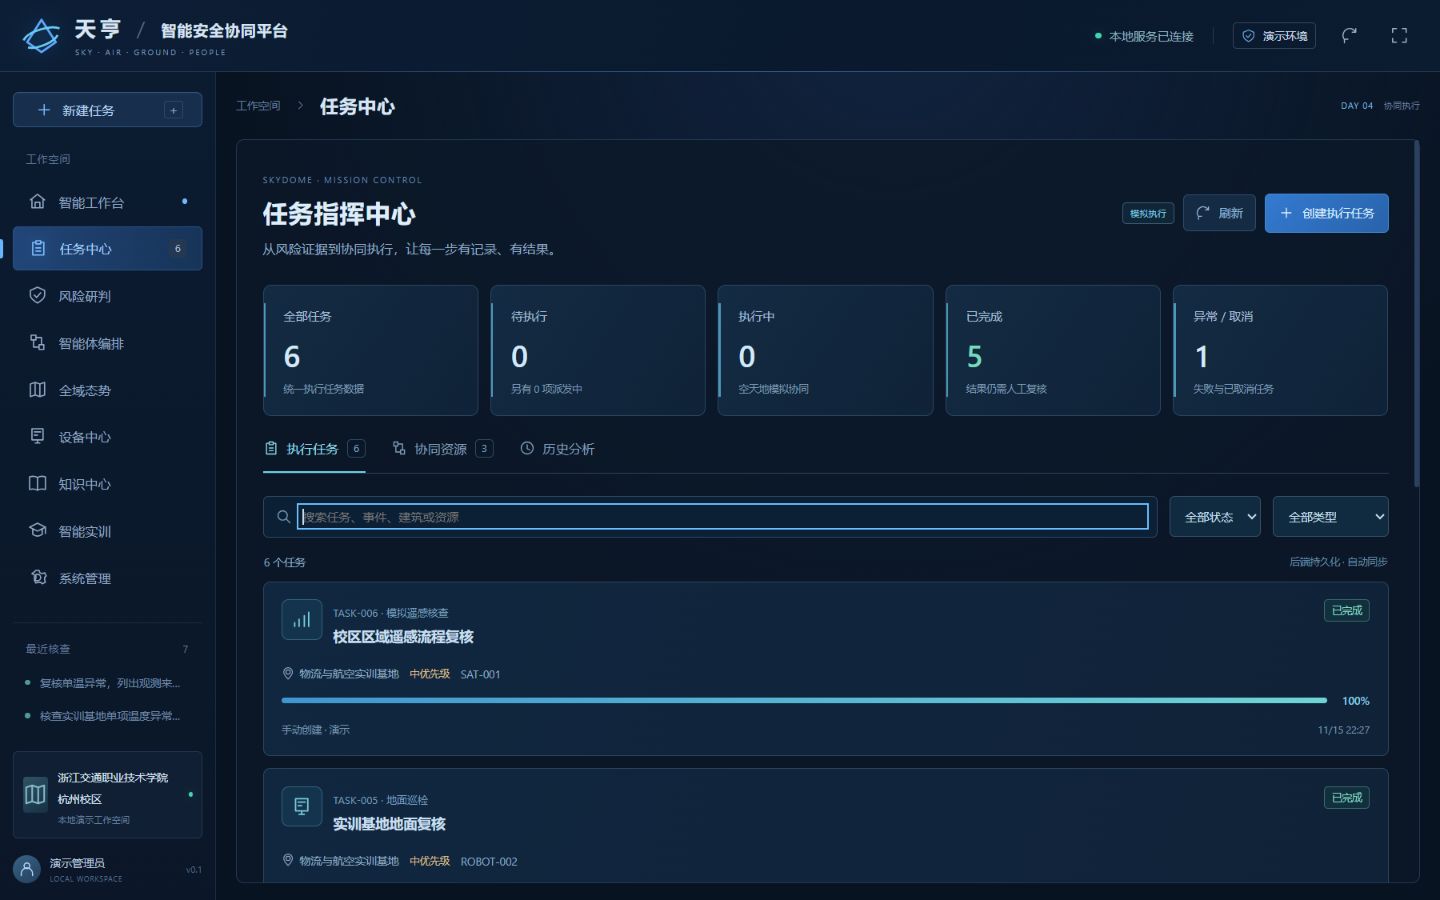 天亨 / 智能安全协同平台
SKY · AIR · GROUND · PEOPLE
本地服务已连接
演示环境
新建任务 +
工作空间
智能工作台
任务中心 6
风险研判
智能体编排
全域态势
设备中心
知识中心
智能实训
系统管理
最近核查 7
复核单温异常，列出观测来...
核查实训基地单项温度异常...
浙江交通职业技术学院
杭州校区
本地演示工作空间
演示管理员
LOCAL WORKSPACE
v0.1
工作空间 > 任务中心
DAY 04 协同执行
SKYDOME · MISSION CONTROL
任务指挥中心
从风险证据到协同执行，让每一步有记录、有结果。
模拟执行
刷新
+ 创建执行任务
全部任务
6
统一执行任务数据
待执行
0
另有 0 项派发中
执行中
0
空天地模拟协同
已完成
5
结果仍需人工复核
异常 / 取消
1
失败与已取消任务
执行任务 6
协同资源 3
历史分析
搜索任务、事件、建筑或资源
全部状态
全部类型
6 个任务
后端持久化 · 自动同步
TASK-006 · 模拟遥感核查
校区区域遥感流程复核
已完成
物流与航空实训基地 中优先级 SAT-001
100%
手动创建 · 演示
11/15 22:27
TASK-005 · 地面巡检
实训基地地面复核
已完成
物流与航空实训基地 中优先级 ROBOT-002